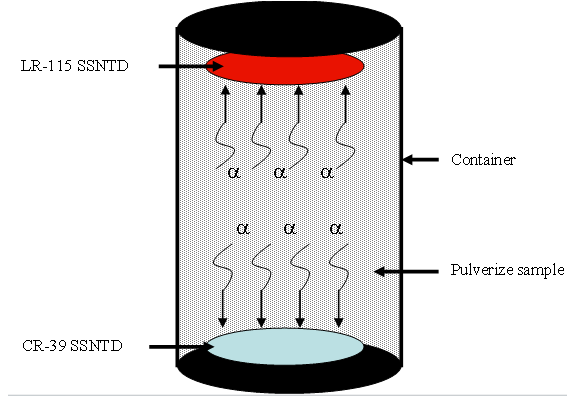 LR-115 SSNTD
Container
α α α
α α α
Pulverize sample
CR-39 SSNTD